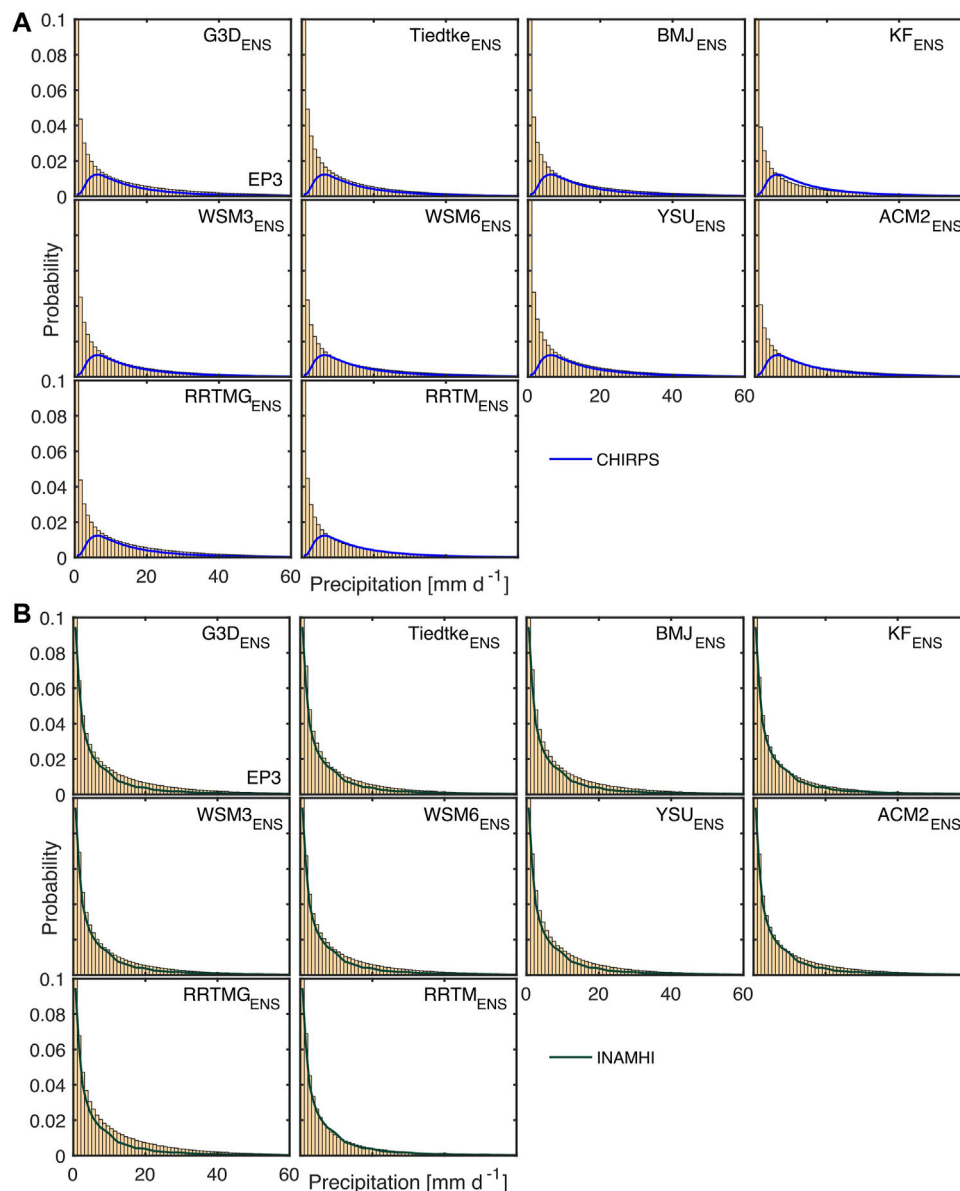 A
G3D_ENS Tiedtke_ENS BMJ_ENS KF_ENS
0.1
0.08
0.06
0.04
0.02
0
EP3
WSM3_ENS WSM6_ENS YSU_ENS ACM2_ENS
Probability
0 20 40 60
0.1
0.08
0.06
0.04
0.02
0
RRTMG_ENS RRTM_ENS
CHIRPS
0 20 40 60
Precipitation [mm d⁻¹]
B
G3D_ENS Tiedtke_ENS BMJ_ENS KF_ENS
0.1
0.08
0.06
0.04
0.02
0
EP3
WSM3_ENS WSM6_ENS YSU_ENS ACM2_ENS
Probability
0 20 40 60
0.1
0.08
0.06
0.04
0.02
0
RRTMG_ENS RRTM_ENS
INAMHI
0 20 40 60
Precipitation [mm d⁻¹]